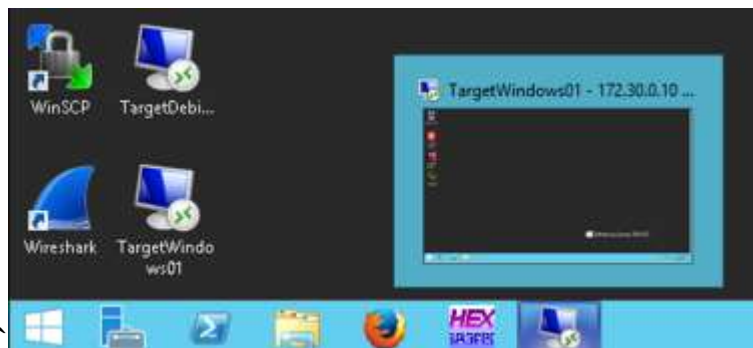 WinSCP
TargetDebi...
TargetWindows01 - 172.30.0.10 ...
Wireshark
TargetWindo
ws01
HEX